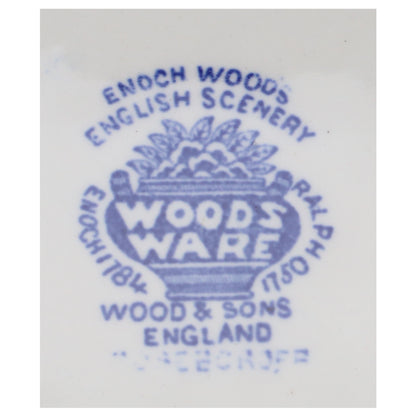 ENOCH WOODS
ENGLISH SCENERY
WOODS
WARE
ENOCH 1784
RALPH 1750
WOOD & SONS
ENGLAND